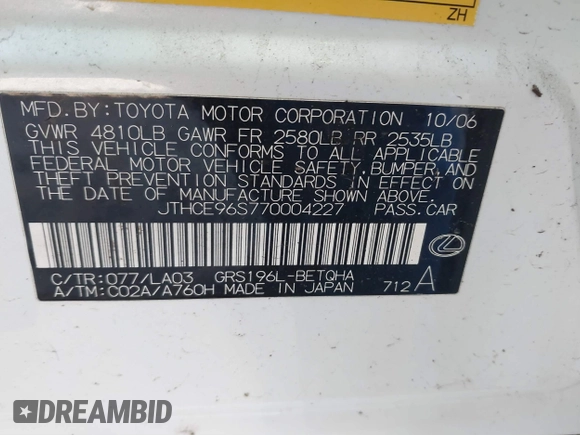 ZH
MFD.BY:TOYOTA MOTOR CORPORATION 10/06
GVWR 4810LB GAWR FR 2580LB RR 2535LB
THIS VEHICLE CONFORMS TO ALL APPLICABLE
FEDERAL MOTOR VEHICLE SAFETY,BUMPER,AND
THEFT PREVENTION STANDARDS IN EFFECT ON
THE DATE OF MANUFACTURE SHOWN ABOVE.
JTHCE96S770004227 PASS.CAR
C/TR:077/LA03 GRS196L-BETQHA
A/TM:C02A/A760H MADE IN JAPAN 712 A
DREAMBID